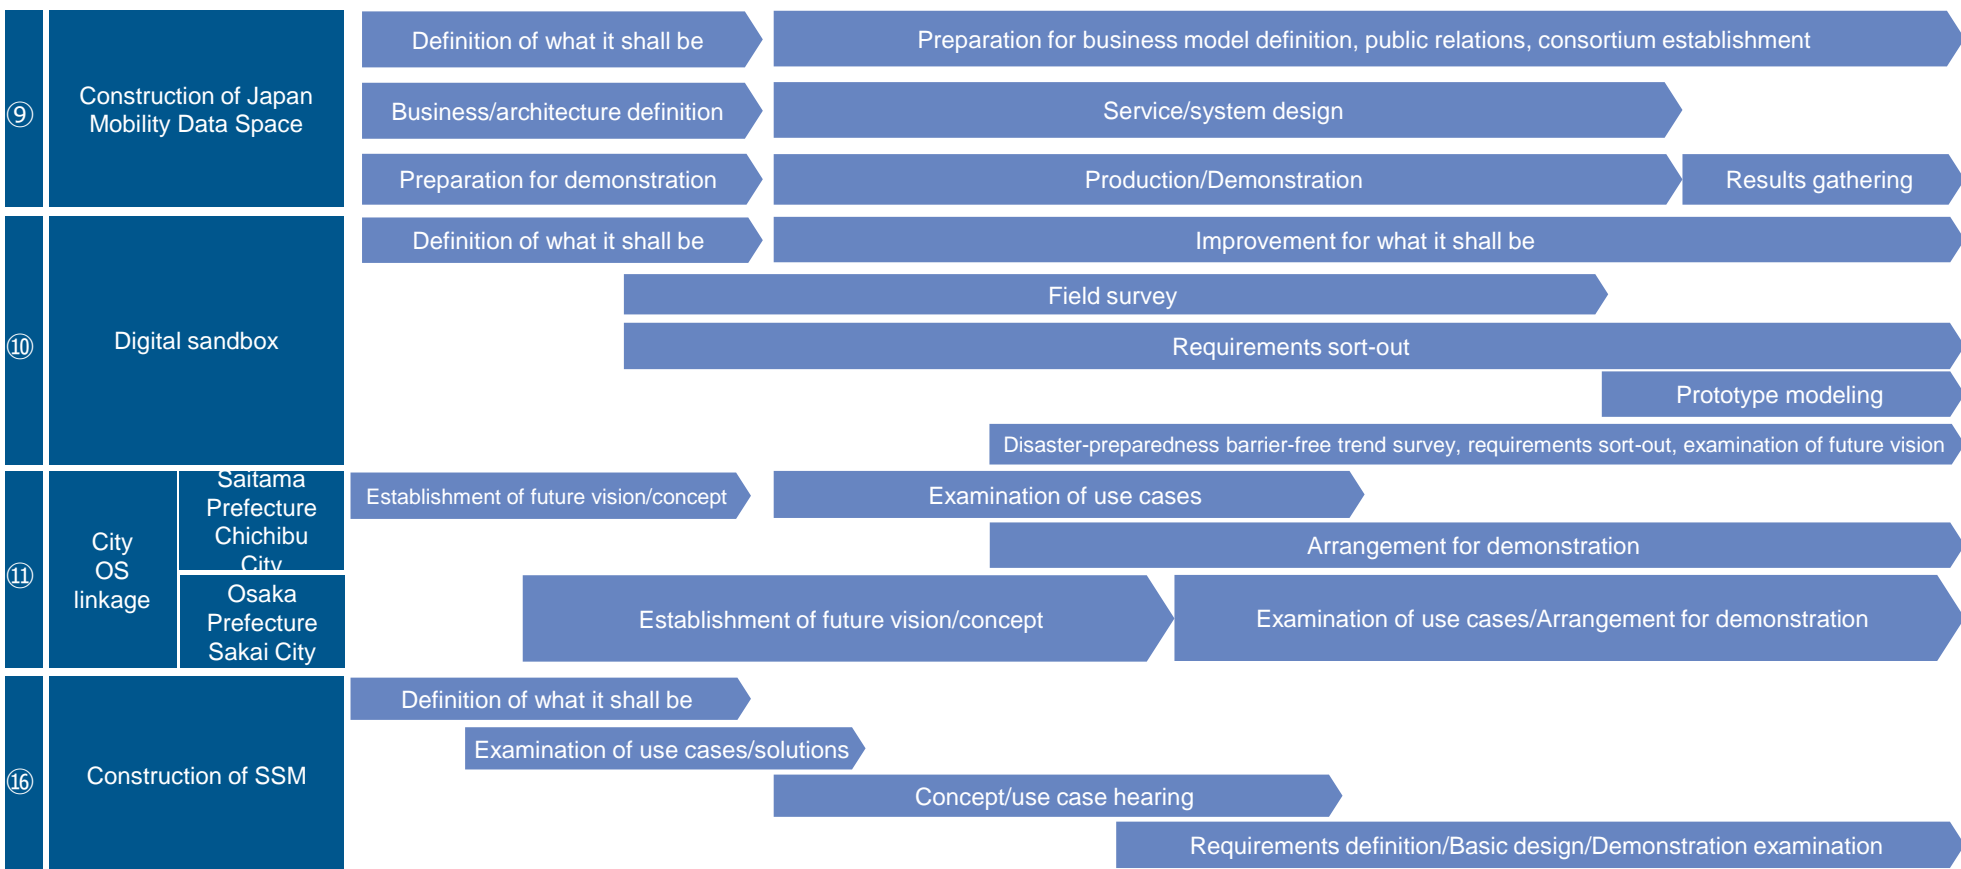 ⑨
Construction of Japan
Mobility Data Space
Definition of what it shall be
Preparation for business model definition, public relations, consortium establishment
Business/architecture definition
Service/system design
Preparation for demonstration
Production/Demonstration
Results gathering
⑩
Digital sandbox
Definition of what it shall be
Improvement for what it shall be
Field survey
Requirements sort-out
Prototype modeling
Disaster-preparedness barrier-free trend survey, requirements sort-out, examination of future vision
⑪
City
OS
linkage
Saitama
Prefecture
Chichibu
City
Establishment of future vision/concept
Examination of use cases
Arrangement for demonstration
Osaka
Prefecture
Sakai City
Establishment of future vision/concept
Examination of use cases/Arrangement for demonstration
⑯
Construction of SSM
Definition of what it shall be
Examination of use cases/solutions
Concept/use case hearing
Requirements definition/Basic design/Demonstration examination